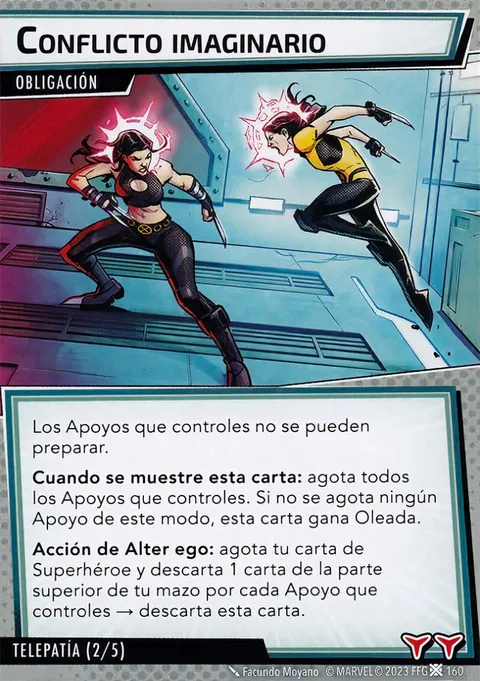 CONFLICTO IMAGINARIO
OBLIGACIÓN
Los Apoyos que controles no se pueden
preparar.
Cuando se muestre esta carta: agota todos
los Apoyos que controles. Si no se agota ningún
Apoyo de este modo, esta carta gana Oleada.
Acción de Alter ego: agota tu carta de
Superhéroe y descarta 1 carta de la parte
superior de tu mazo por cada Apoyo que
controles → descarta esta carta.
TELEPATÍA (2/5)
Facundo Moyano © MARVEL © 2023 FFG 160